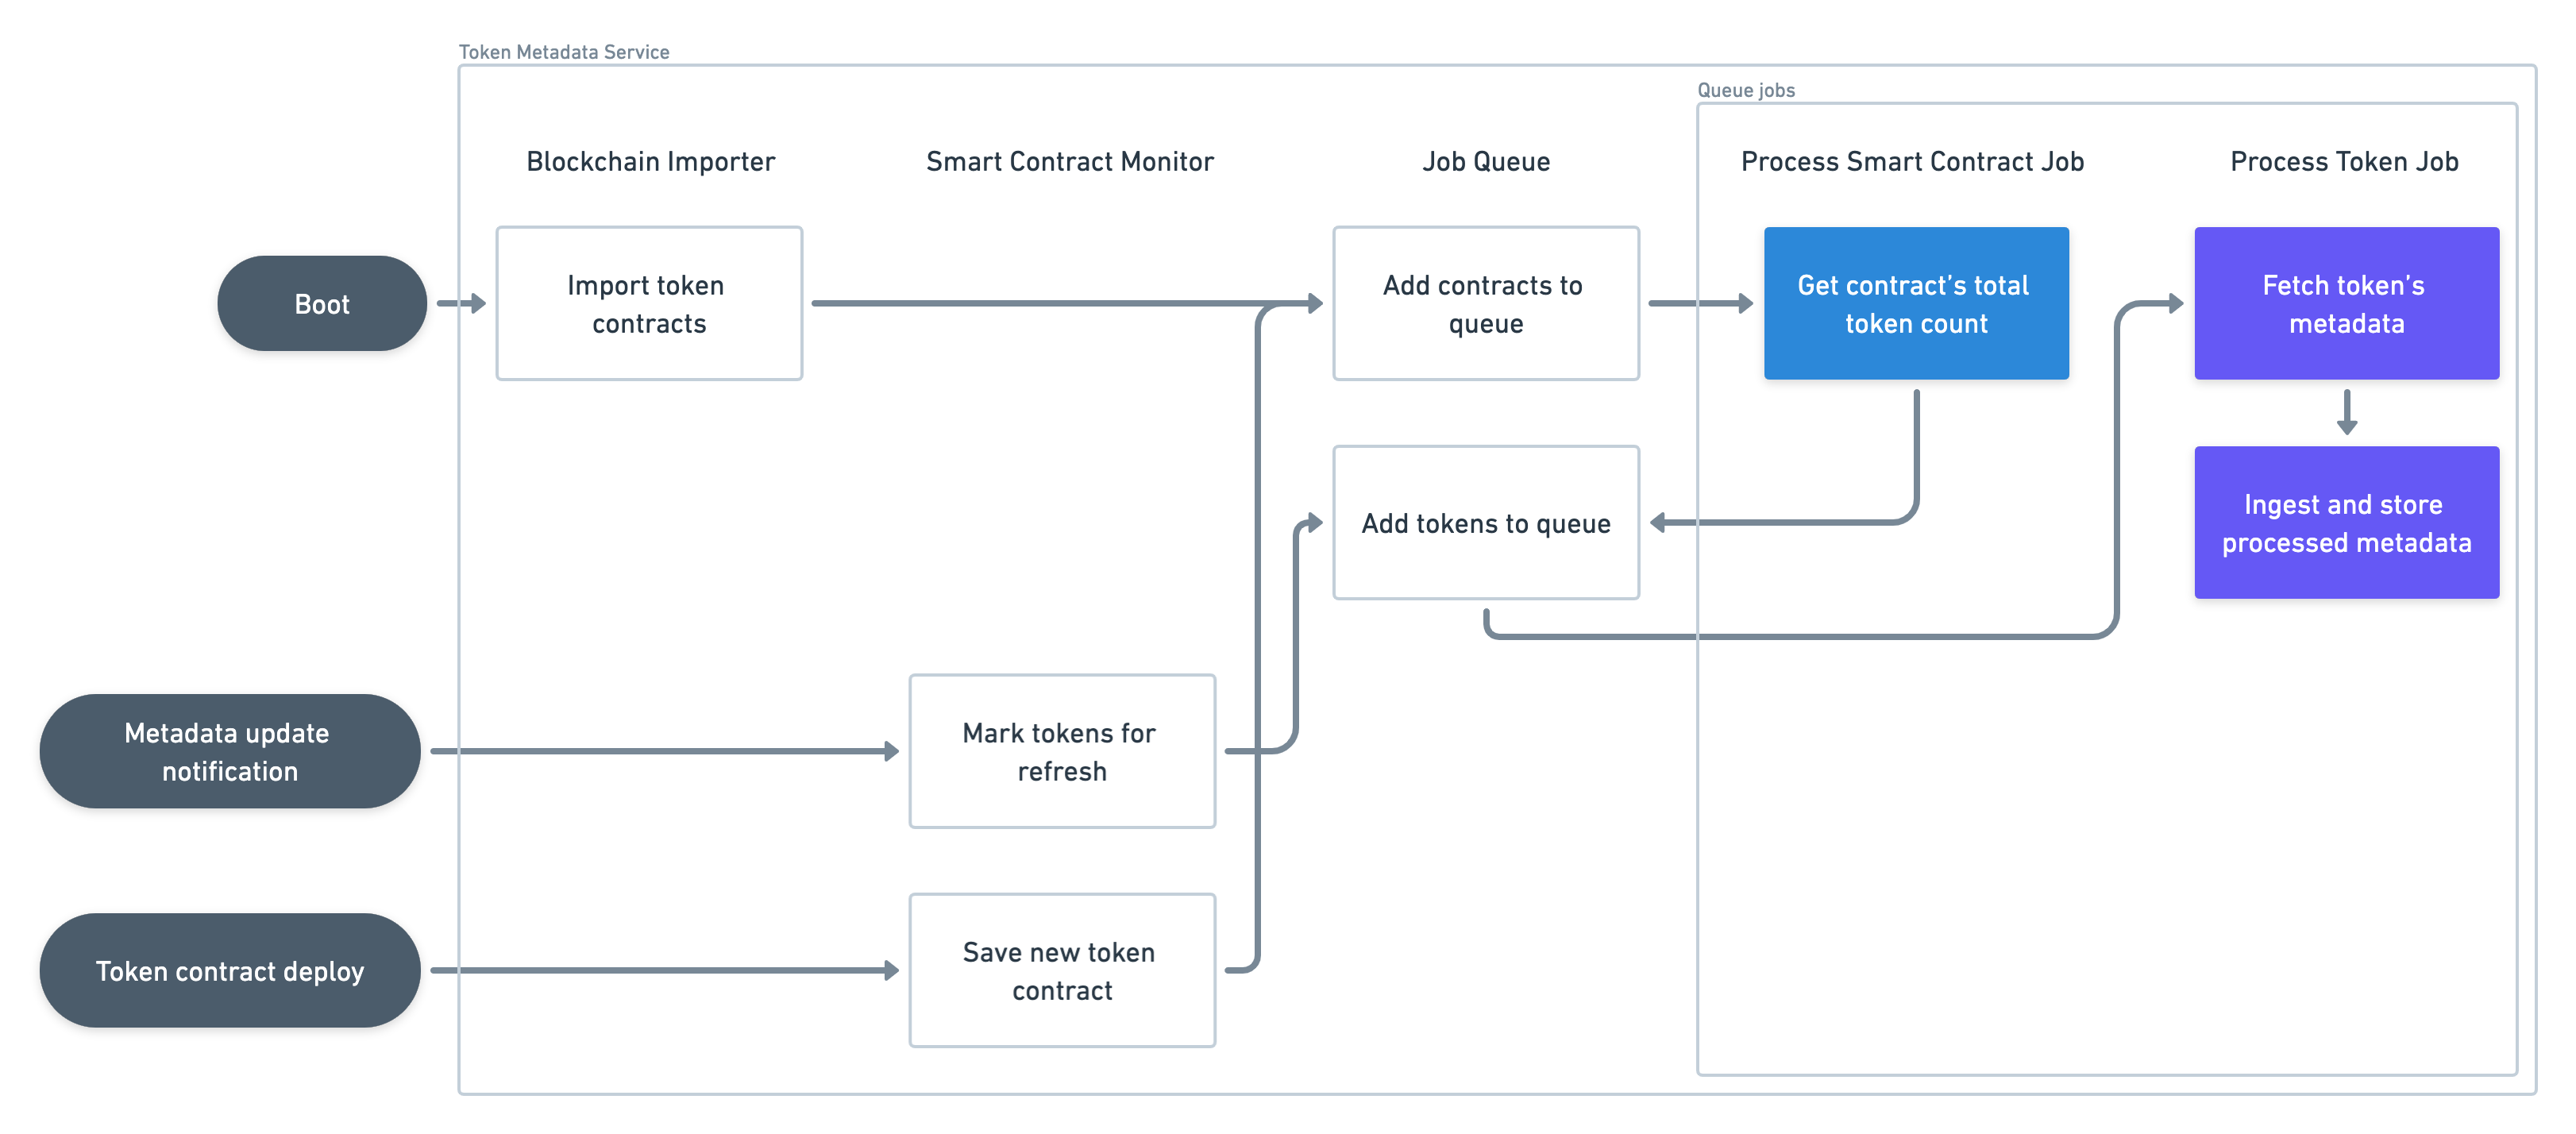 Token Metadata Service
Queue jobs
Blockchain Importer
Smart Contract Monitor
Job Queue
Process Smart Contract Job
Process Token Job
Boot
Import token
contracts
Add contracts to
queue
Get contract’s total
token count
Fetch token’s
metadata
Add tokens to queue
Ingest and store
processed metadata
Metadata update
notification
Mark tokens for
refresh
Token contract deploy
Save new token
contract